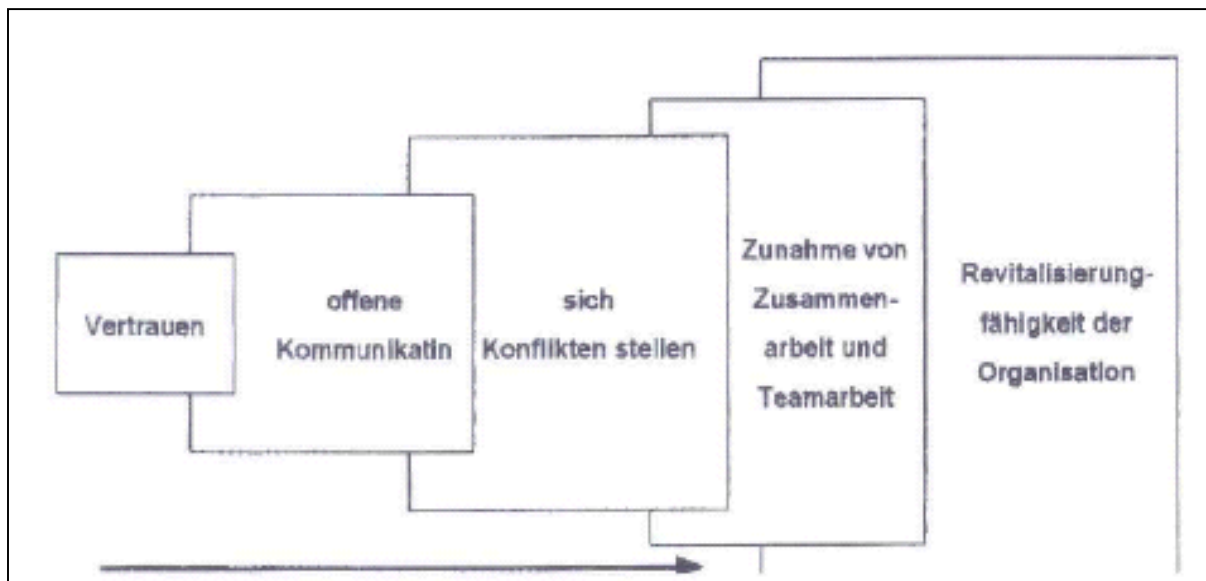 Vertrauen
offene
Kommunikatin
sich
Konflikten stellen
Zunahme von
Zusammen-
arbeit und
Teamarbeit
Revitalisierung-
fähigkeit der
Organisation